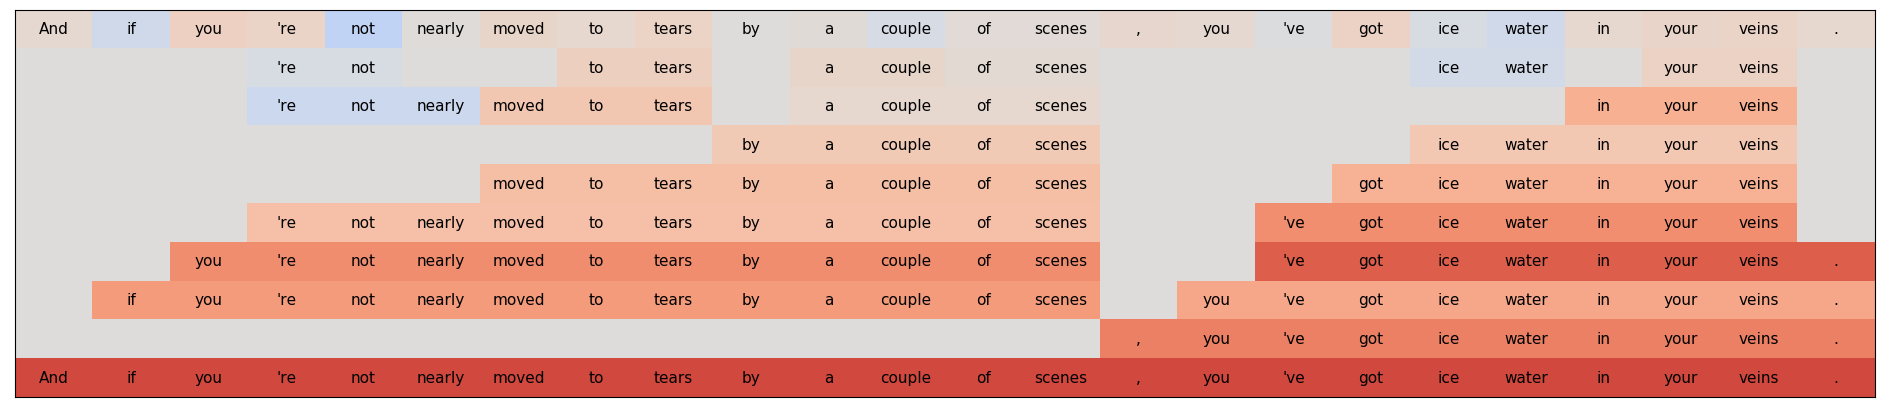 And if you 're not nearly moved to tears by a couple of scenes , you 've got ice water in your veins .
're not to tears a couple of scenes ice water your veins
're not nearly moved to tears a couple of scenes in your veins
by a couple of scenes ice water in your veins
moved to tears by a couple of scenes got ice water in your veins
're not nearly moved to tears by a couple of scenes 've got ice water in your veins
you 're not nearly moved to tears by a couple of scenes 've got ice water in your veins .
if you 're not nearly moved to tears by a couple of scenes you 've got ice water in your veins .
, you 've got ice water in your veins .
And if you 're not nearly moved to tears by a couple of scenes , you 've got ice water in your veins .